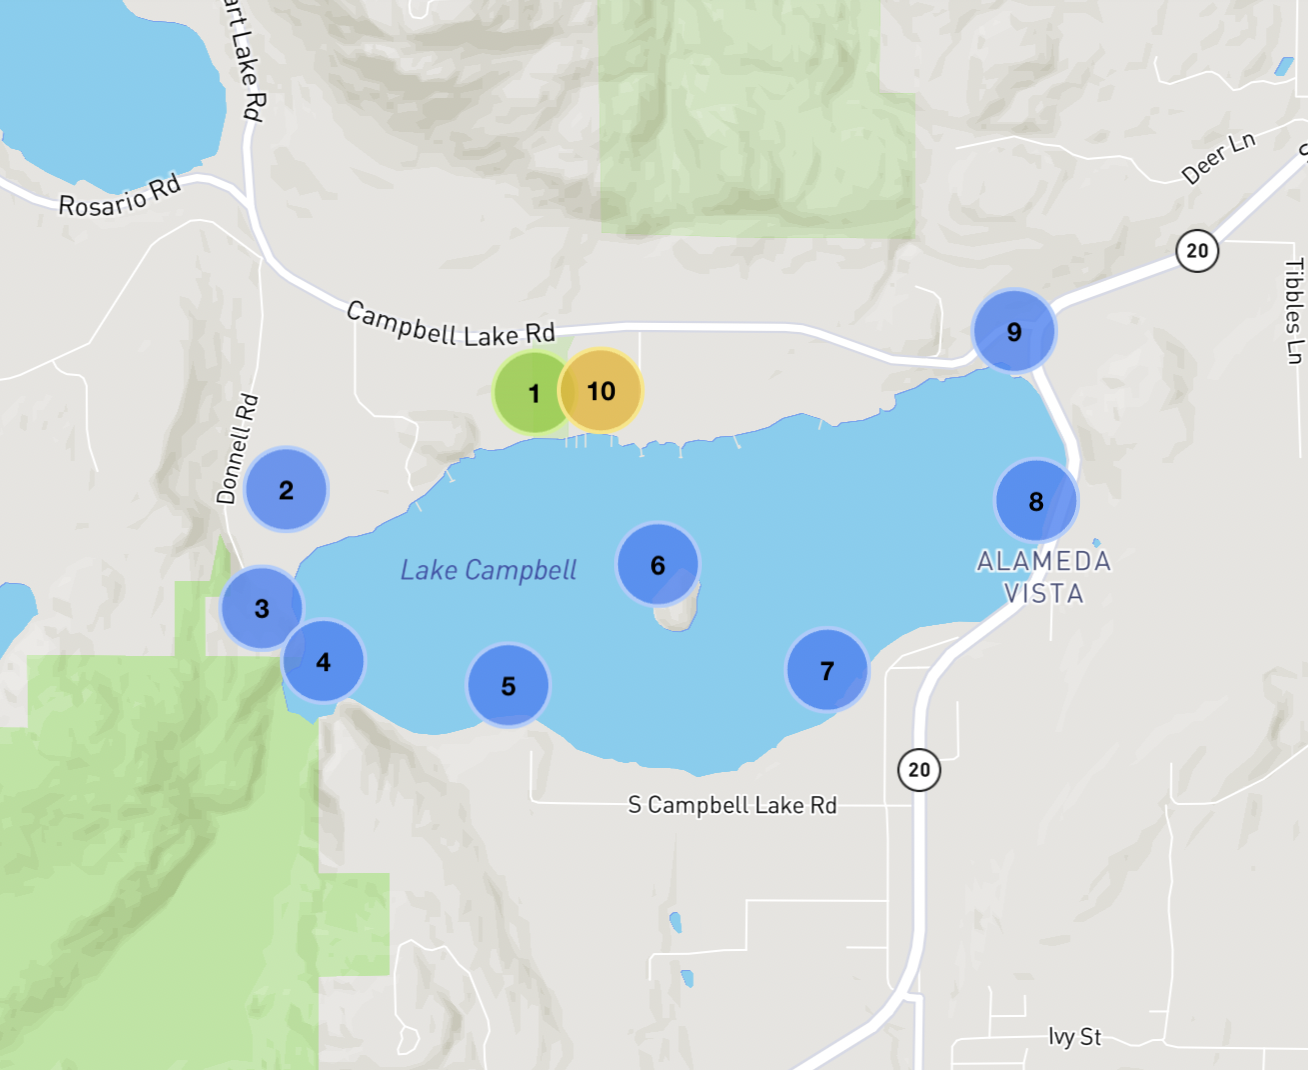 art Lake Rd
Deer Ln
Rosario Rd
20
Tibbles Ln
Campbell Lake Rd
9
1
10
Donnell Rd
2
8
6
Lake Campbell
ALAMEDA
VISTA
3
4
7
5
20
S Campbell Lake Rd
Ivy St